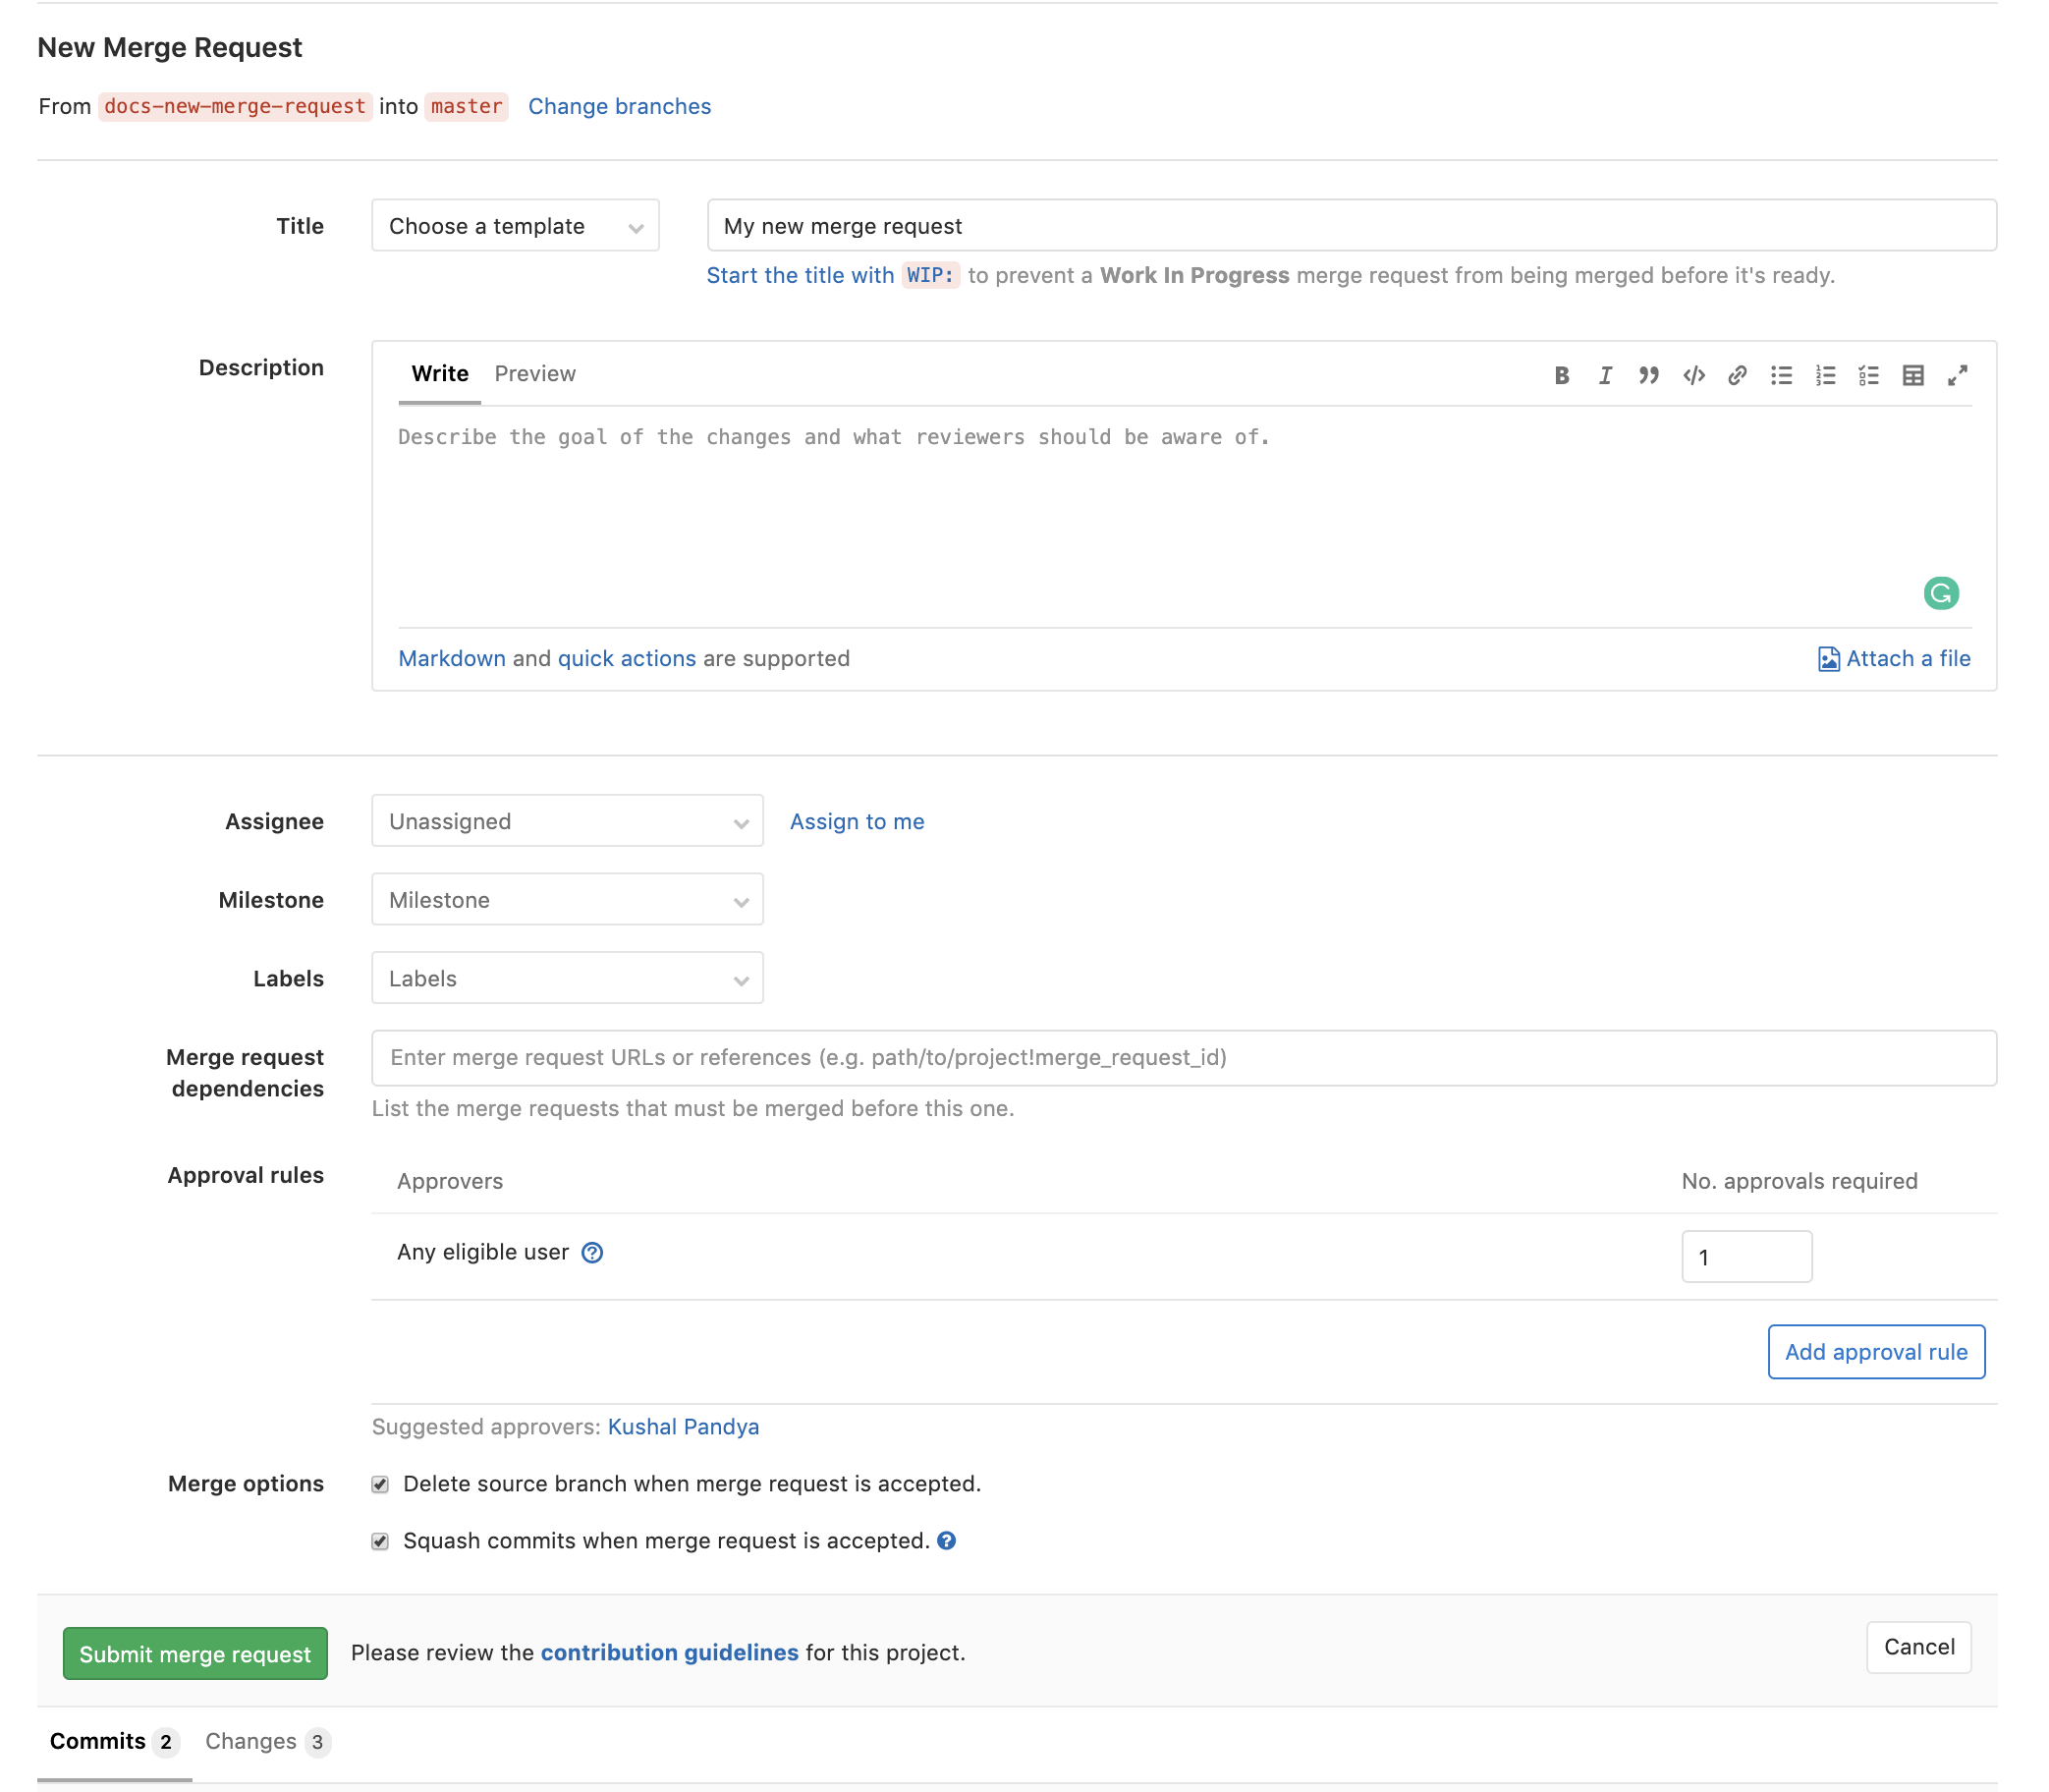 New Merge Request
From docs-new-merge-request into master Change branches
Title Choose a template My new merge request
Start the title with WIP: to prevent a Work In Progress merge request from being merged before it's ready.
Description Write Preview
Describe the goal of the changes and what reviewers should be aware of.
Markdown and quick actions are supported Attach a file
Assignee Unassigned Assign to me
Milestone Milestone
Labels Labels
Merge request Enter merge request URLs or references (e.g. path/to/project!merge_request_id)
dependencies
List the merge requests that must be merged before this one.
Approval rules Approvers No. approvals required
Any eligible user 1
Add approval rule
Suggested approvers: Kushal Pandya
Merge options Delete source branch when merge request is accepted.
Squash commits when merge request is accepted.
Submit merge request Please review the contribution guidelines for this project. Cancel
Commits 2 Changes 3